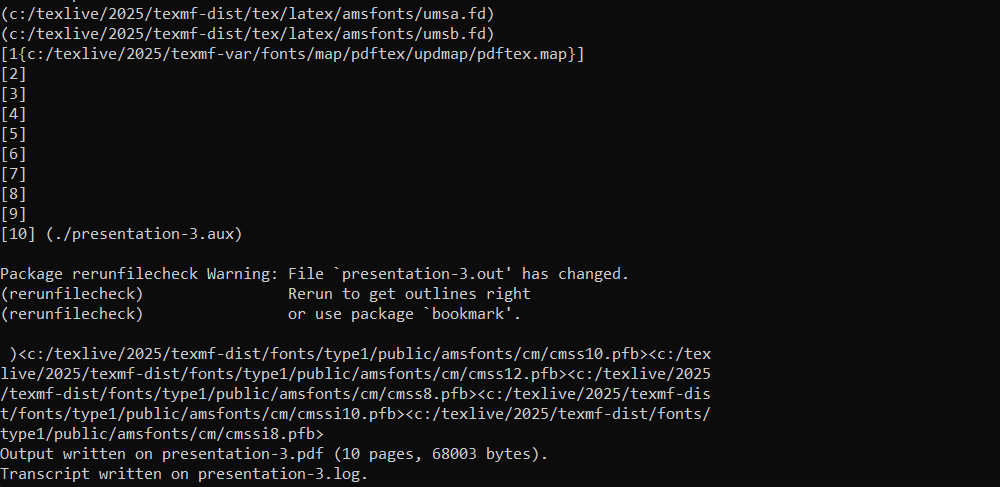 (c:/texlive/2025/texmf-dist/tex/latex/amsfonts/umsa.fd)
(c:/texlive/2025/texmf-dist/tex/latex/amsfonts/umsb.fd)
[1{c:/texlive/2025/texmf-var/fonts/map/pdftex/updmap/pdftex.map}]
[2]
[3]
[4]
[5]
[6]
[7]
[8]
[9]
[10] (./presentation-3.aux)

Package rerunfilecheck Warning: File `presentation-3.out' has changed.
(rerunfilecheck)                Rerun to get outlines right
(rerunfilecheck)                or use package `bookmark'.

 )<c:/texlive/2025/texmf-dist/fonts/type1/public/amsfonts/cm/cmss10.pfb><c:/tex
live/2025/texmf-dist/fonts/type1/public/amsfonts/cm/cmss12.pfb><c:/texlive/2025
/texmf-dist/fonts/type1/public/amsfonts/cm/cmss8.pfb><c:/texlive/2025/texmf-dis
t/fonts/type1/public/amsfonts/cm/cmssi10.pfb><c:/texlive/2025/texmf-dist/fonts/
type1/public/amsfonts/cm/cmssi8.pfb>
Output written on presentation-3.pdf (10 pages, 68003 bytes).
Transcript written on presentation-3.log.